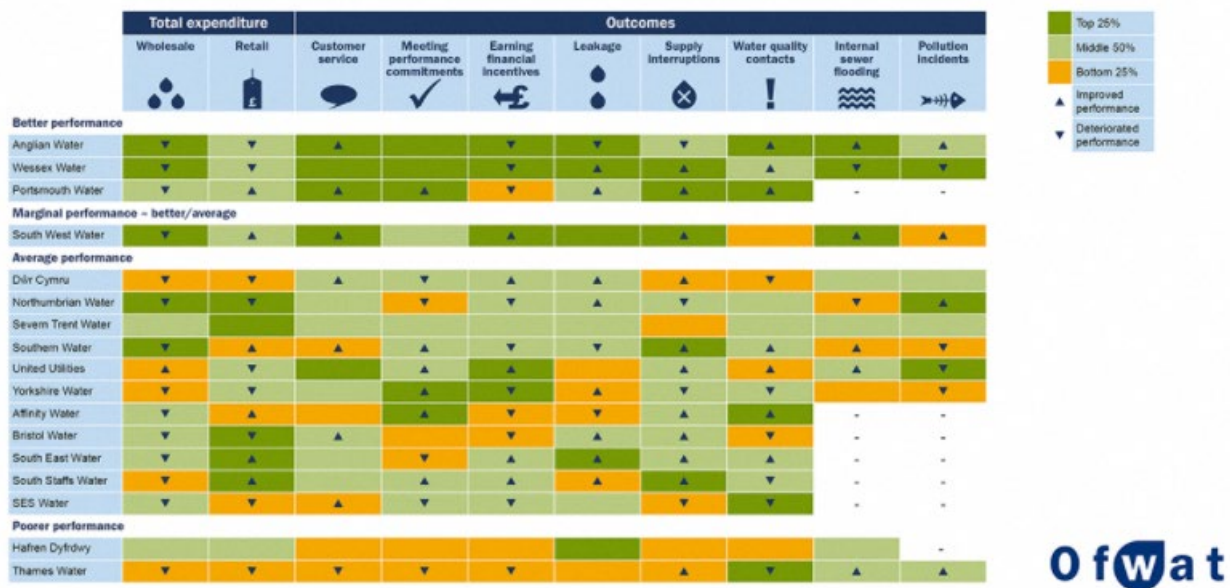 Total expenditure Outcomes
Wholesale Retail Customer service Meeting performance commitments Earning financial incentives Leakage Supply interruptions Water quality contacts Internal sewer flooding Pollution incidents
£ £ !
Top 25%
Middle 50%
Bottom 25%
Improved performance
Deteriorated performance
Better performance
Anglian Water
Wessex Water
Portsmouth Water - -
Marginal performance – better/average
South West Water
Average performance
Dŵr Cymru
Northumbrian Water
Severn Trent Water
Southern Water
United Utilities
Yorkshire Water
Affinity Water - -
Bristol Water - -
South East Water - -
South Staffs Water - -
SES Water - -
Poorer performance
Hafren Dyfrdwy -
Thames Water
Ofwat